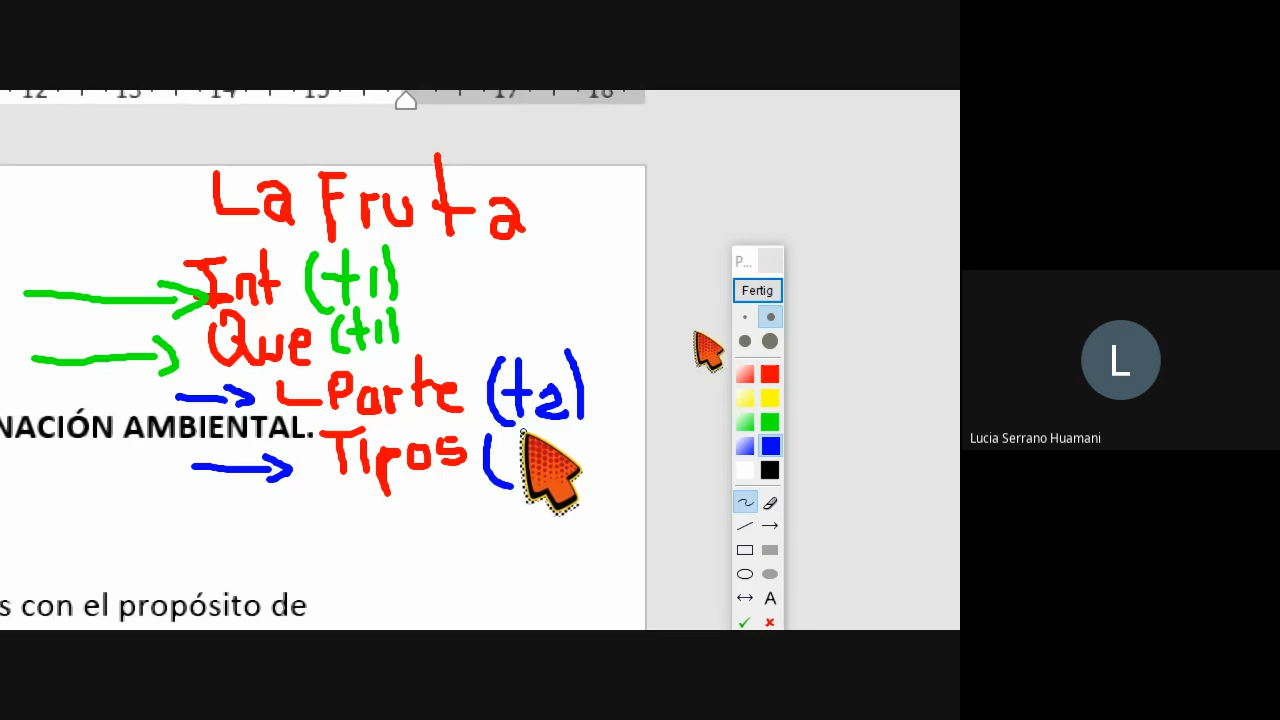 12 13 14 15 17 18
La Fruta
Int (t1)
Que (t1)
Parte (t2)
NACIÓN AMBIENTAL.
Tipos (
s con el propósito de
P...
Fertig
A
L
Lucia Serrano Huamani